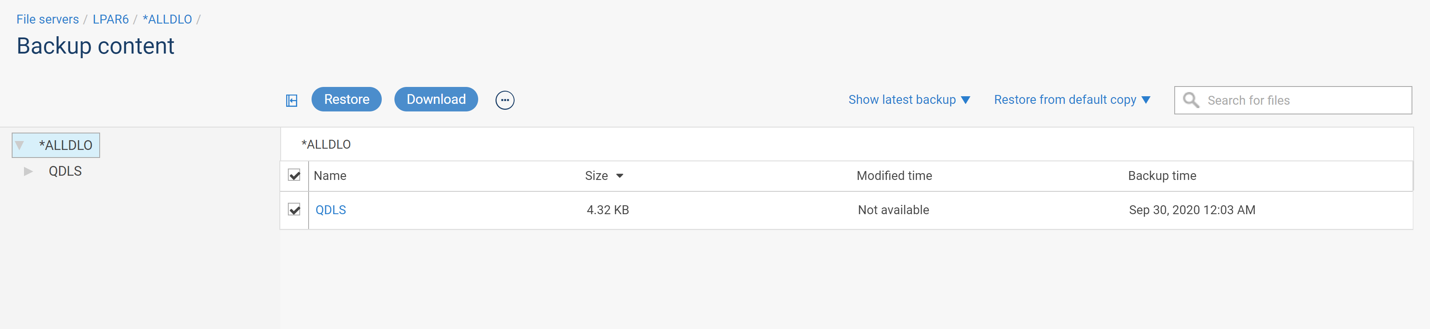 File servers / LPAR6 / *ALLDLO /
Backup content
Restore Download Show latest backup Restore from default copy Search for files
*ALLDLO
QDLS
*ALLDLO
Name Size Modified time Backup time
QDLS 4.32 KB Not available Sep 30, 2020 12:03 AM